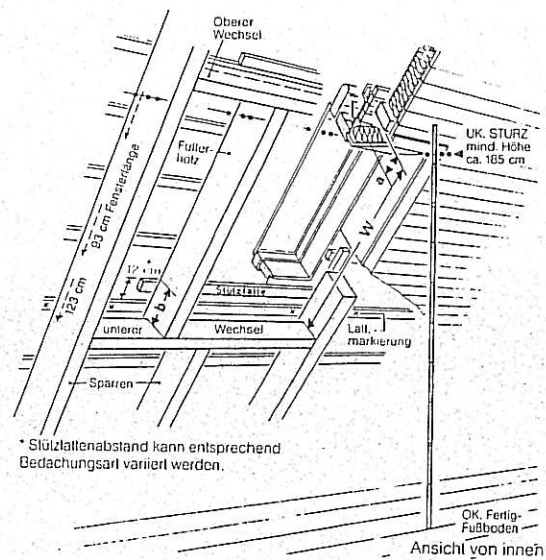 Oberer
Wechsel
UK. STURZ
mind. Höhe
ca. 185 cm
Füller-
holz
93 cm Fensterlänge
123 cm
a
W
12 cm
*
b
Stützlatte
unterer
Wechsel
Latt.-
markierung
Sparren
* Stützlattenabstand kann entsprechend
Bedachungsart variiert werden.
OK. Fertig-
Fußboden
Ansicht von innen